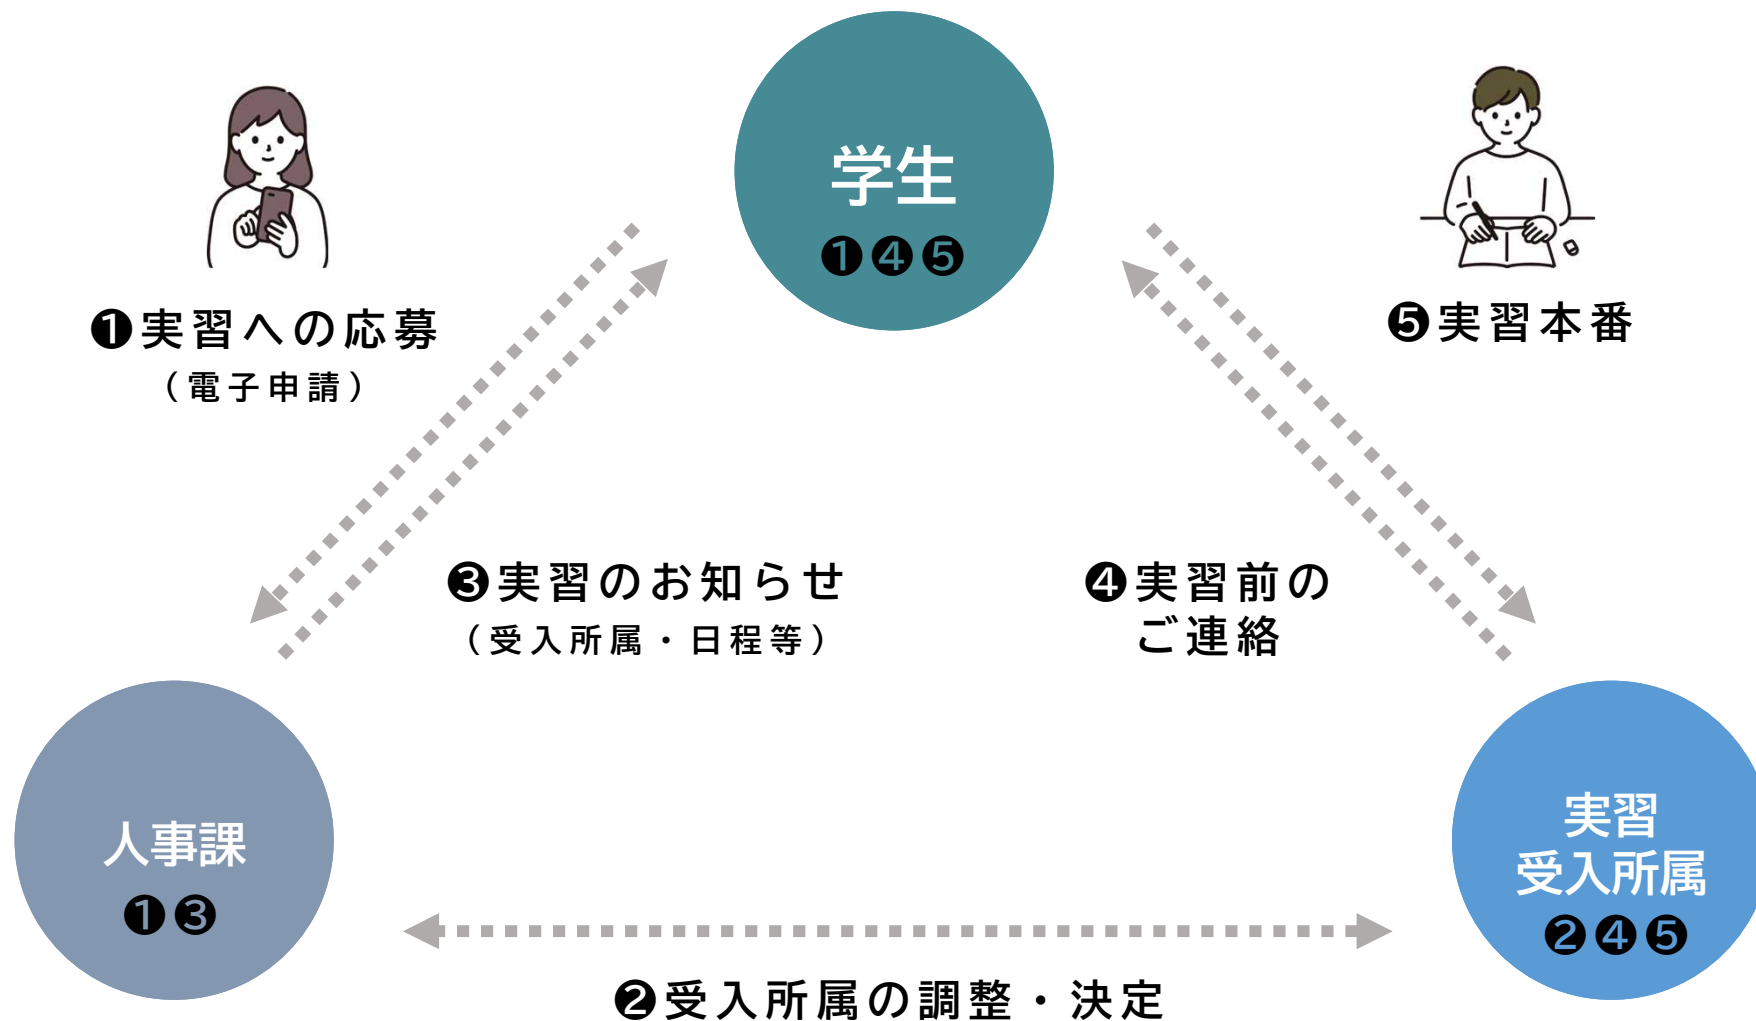 学生
❶❹❺
❶実習への応募
（電子申請）
❺実習本番
❸実習のお知らせ
（受入所属・日程等）
❹実習前の
ご連絡
人事課
❶❸
実習
受入所属
❷❹❺
❷受入所属の調整・決定